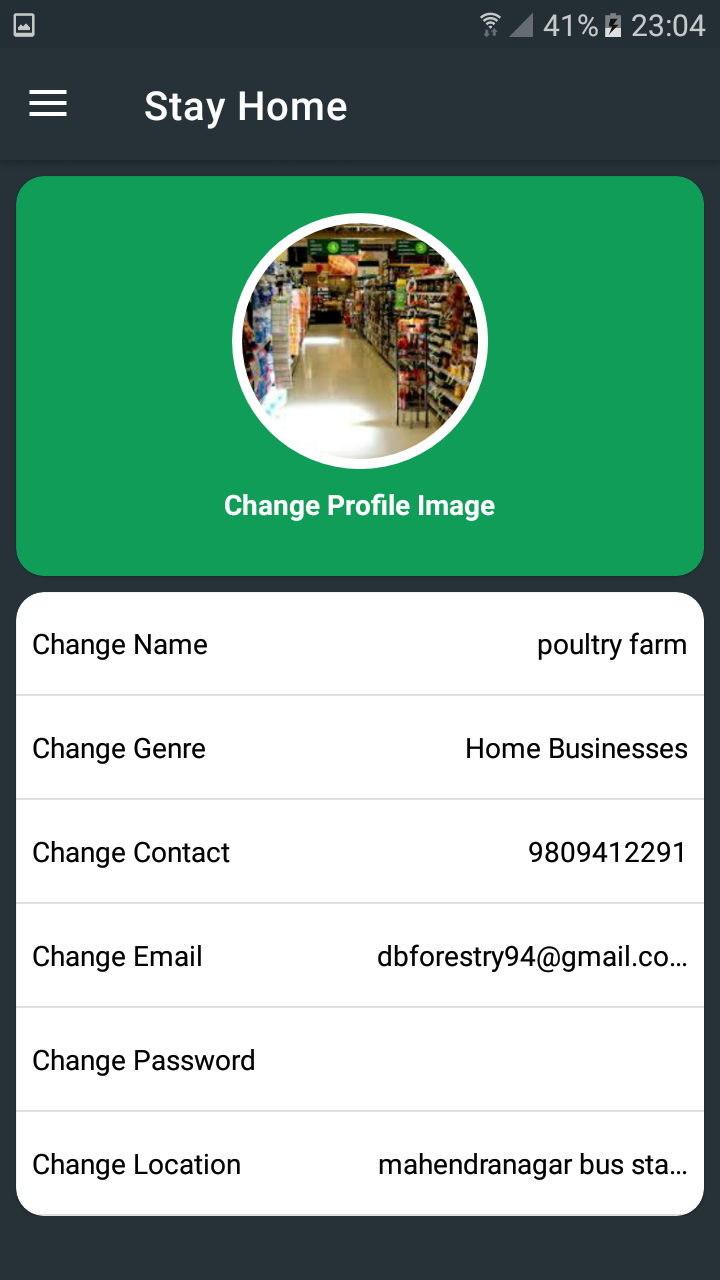 41% 23:04
Stay Home
Change Profile Image
Change Name poultry farm
Change Genre Home Businesses
Change Contact 9809412291
Change Email dbforestry94@gmail.co...
Change Password
Change Location mahendranagar bus sta...